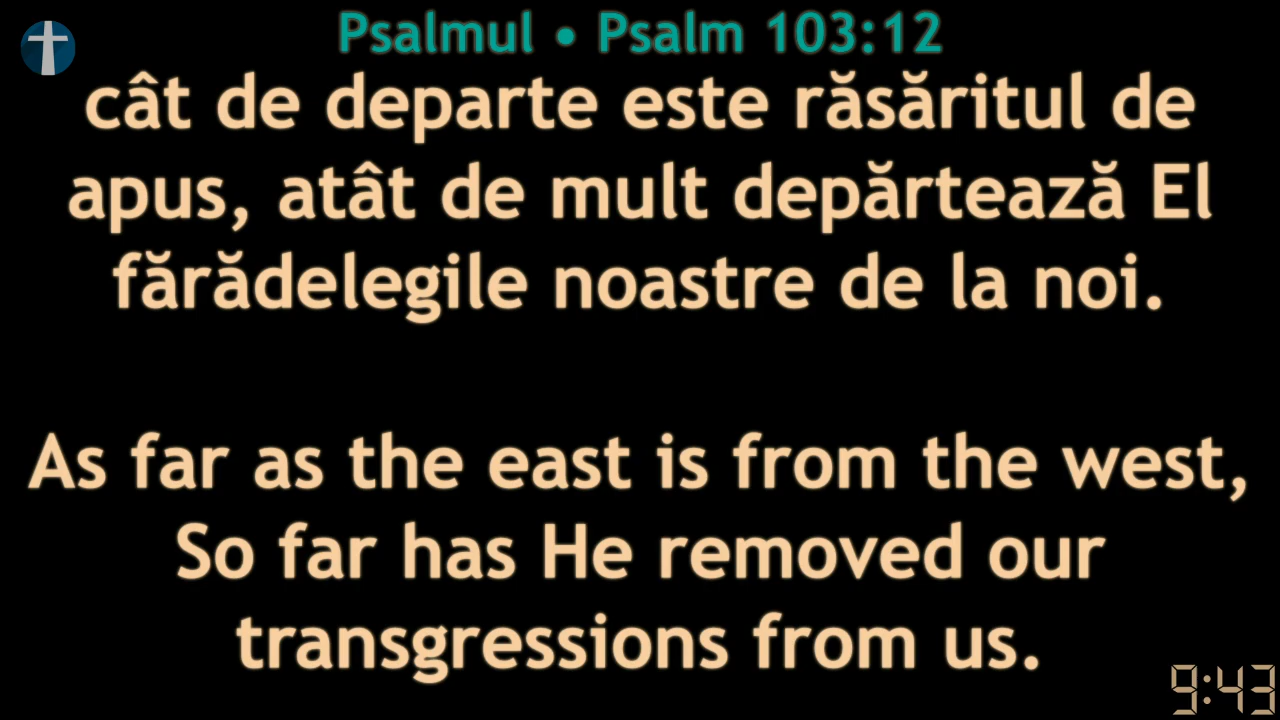 Psalmul • Psalm 103:12
cât de departe este răsăritul de
apus, atât de mult depărtează El
fărădelegile noastre de la noi.
As far as the east is from the west,
So far has He removed our
transgressions from us.
9:43